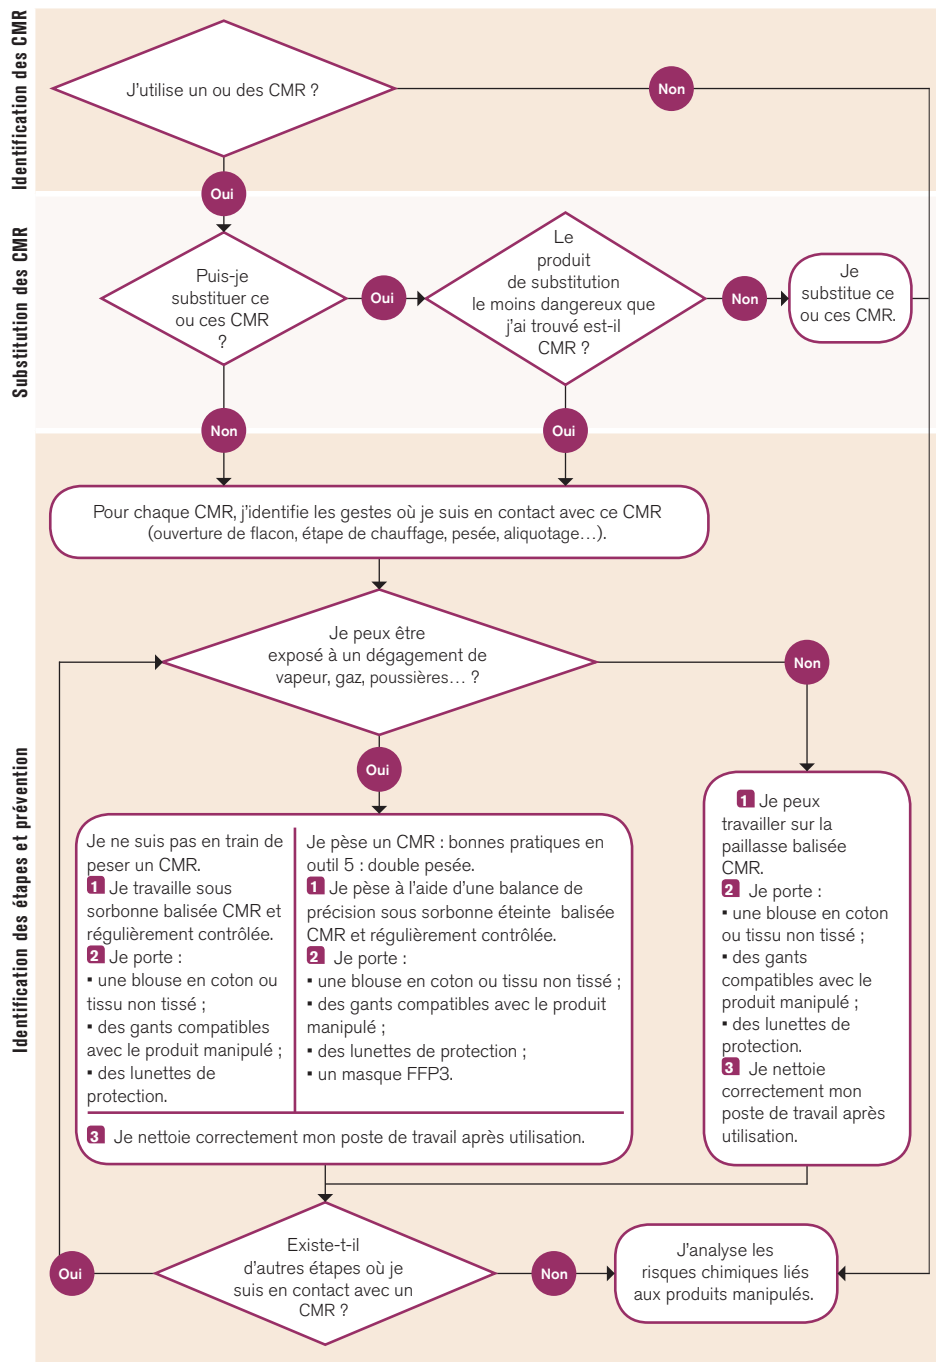 Identification des CMR
J'utilise un ou des CMR ?
Non
Oui
Substitution des CMR
Puis-je
substituer ce
ou ces CMR
?
Oui
Le
produit
de substitution
le moins dangereux que
j'ai trouvé est-il
CMR ?
Non
Je
substitue ce
ou ces CMR.
Non
Oui
Identification des étapes et prévention
Pour chaque CMR, j'identifie les gestes où je suis en contact avec ce CMR
(ouverture de flacon, étape de chauffage, pesée, aliquotage…).
Je peux être
exposé à un dégagement de
vapeur, gaz, poussières… ?
Non
Oui
Je ne suis pas en train de
peser un CMR.
1 Je travaille sous
sorbonne balisée CMR et
régulièrement contrôlée.
2 Je porte :
▪ une blouse en coton ou
tissu non tissé ;
▪ des gants compatibles
avec le produit manipulé ;
▪ des lunettes de
protection.
Je pèse un CMR : bonnes pratiques en
outil 5 : double pesée.
1 Je pèse à l'aide d'une balance de
précision sous sorbonne éteinte balisée
CMR et régulièrement contrôlée.
2 Je porte :
▪ une blouse en coton ou tissu non tissé ;
▪ des gants compatibles avec le produit
manipulé ;
▪ des lunettes de protection ;
▪ un masque FFP3.
3 Je nettoie correctement mon poste de travail après utilisation.
1 Je peux
travailler sur la
paillasse balisée
CMR.
2 Je porte :
▪ une blouse en coton
ou tissu non tissé ;
▪ des gants
compatibles avec le
produit manipulé ;
▪ des lunettes de
protection.
3 Je nettoie
correctement mon
poste de travail après
utilisation.
Existe-t-il
d'autres étapes où je
suis en contact avec un
CMR ?
Oui
Non
J'analyse les
risques chimiques liés
aux produits manipulés.